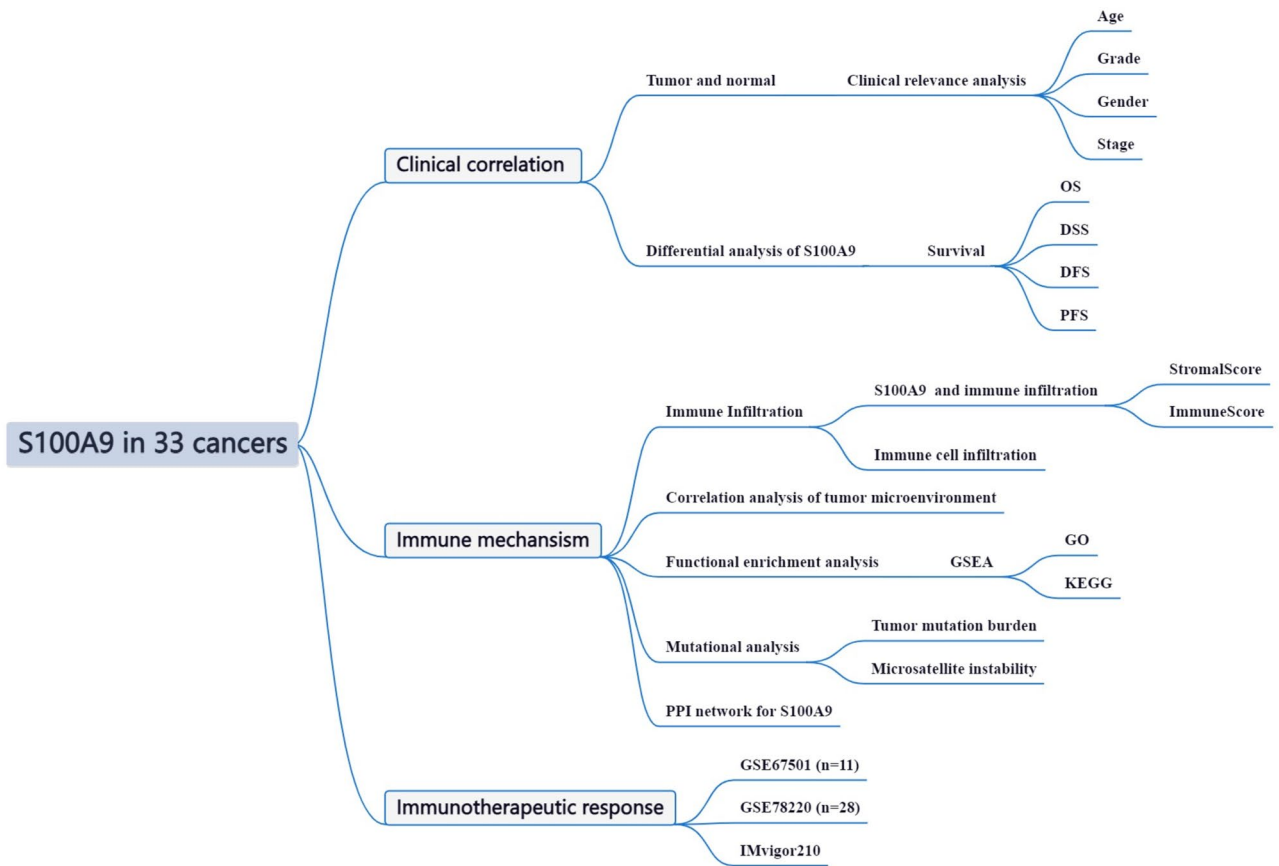 S100A9 in 33 cancers
Clinical correlation
Tumor and normal
Clinical relevance analysis
Age
Grade
Gender
Stage
Differential analysis of S100A9
Survival
OS
DSS
DFS
PFS
Immune mechansism
Immune Infiltration
S100A9 and immune infiltration
StromalScore
ImmuneScore
Immune cell infiltration
Correlation analysis of tumor microenvironment
Functional enrichment analysis
GSEA
GO
KEGG
Mutational analysis
Tumor mutation burden
Microsatellite instability
PPI network for S100A9
Immunotherapeutic response
GSE67501 (n=11)
GSE78220 (n=28)
IMvigor210